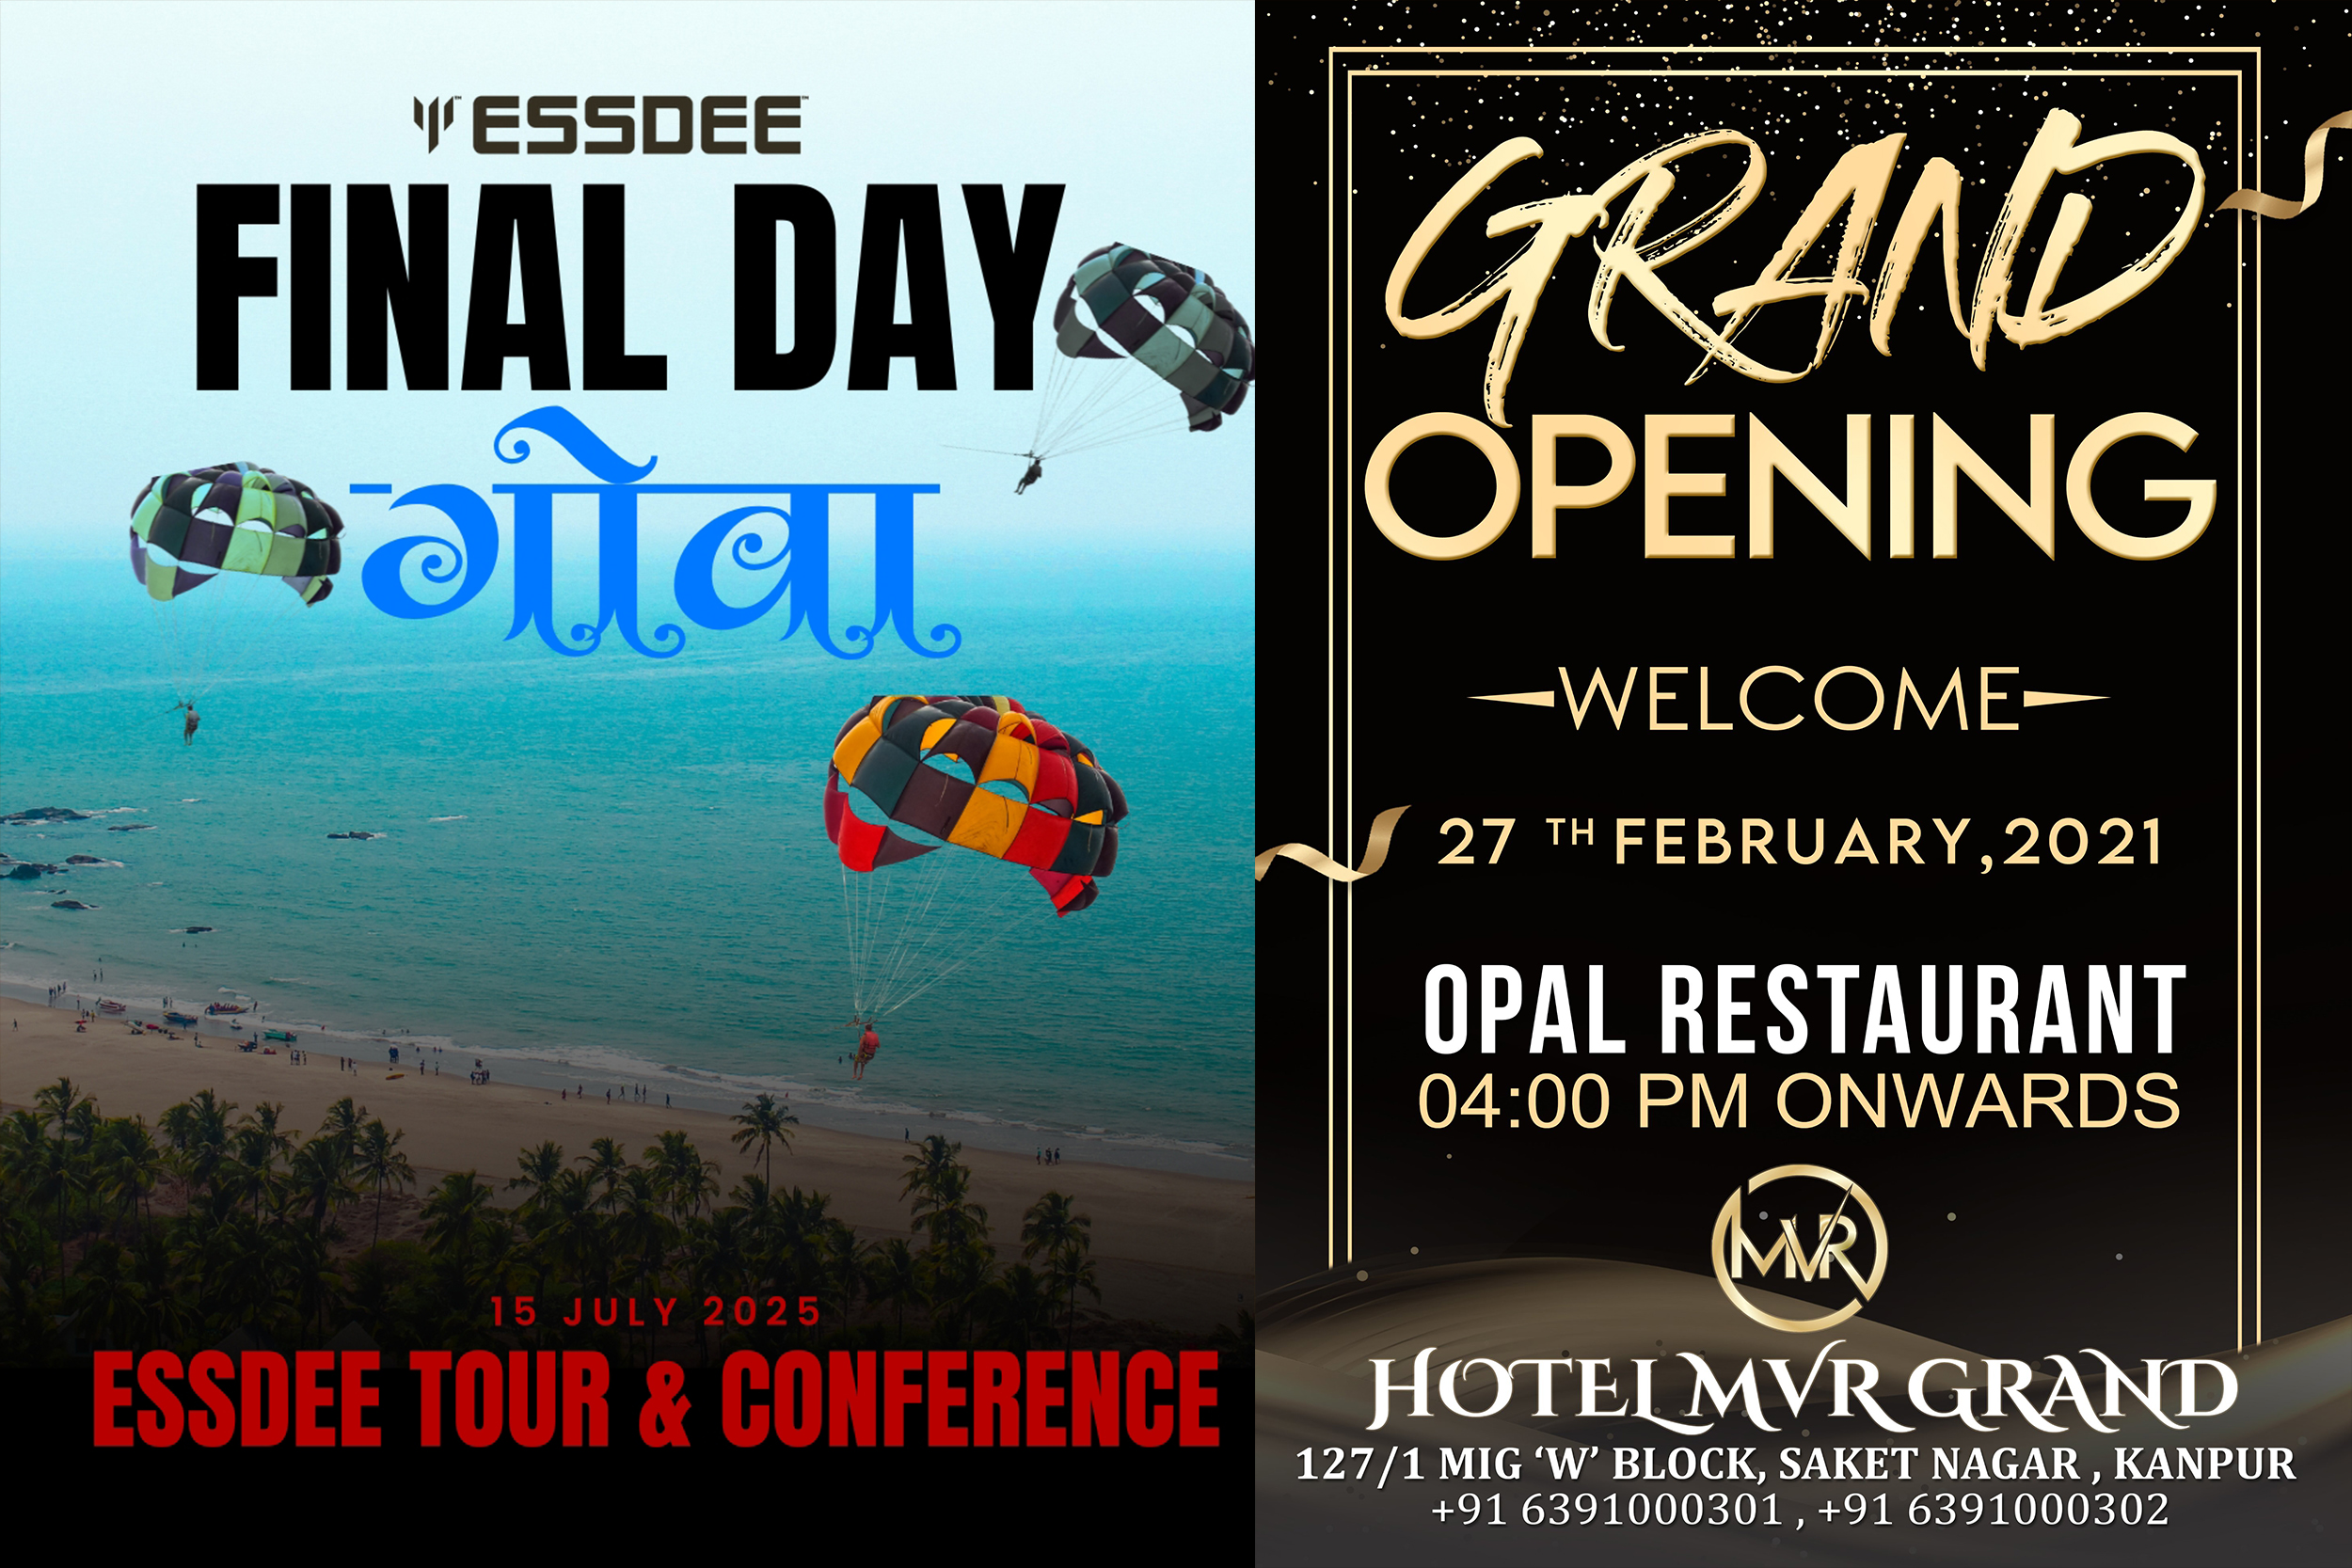 ESSDEE™
FINAL DAY
गोवा
15 JULY 2025
ESSDEE TOUR & CONFERENCE
GRAND
OPENING
WELCOME
27 TH FEBRUARY,2021
OPAL RESTAURANT
04:00 PM ONWARDS
MVR
HOTEL MVR GRAND
127/1 MIG ‘W’ BLOCK, SAKET NAGAR , KANPUR
+91 6391000301 , +91 6391000302